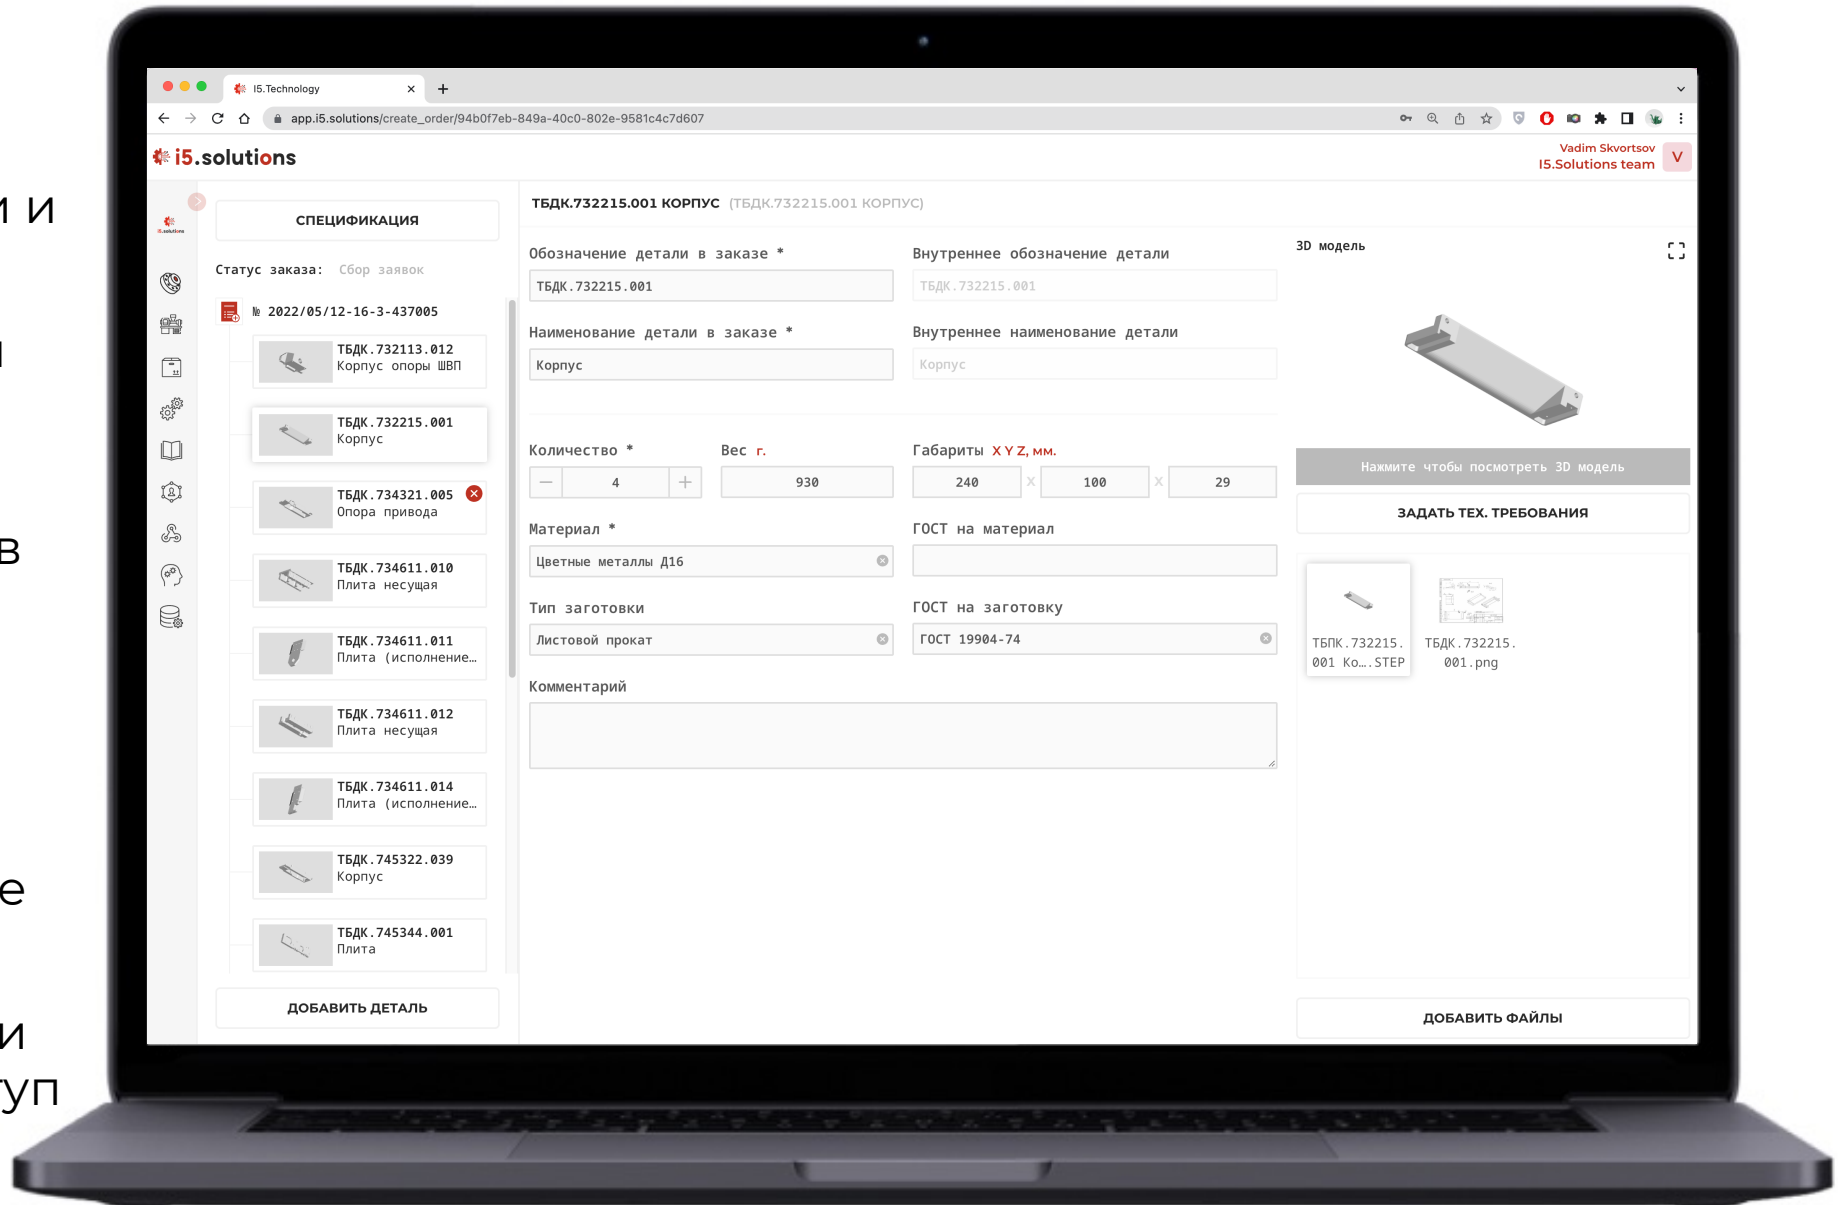 и и
в
е
и
туп
I5.Technology
app.i5.solutions/create_order/94b0f7eb-849a-40c0-802e-9581c4c7d607
i5.solutions
Vadim Skvortsov
I5.Solutions team
V
i5.solutions
СПЕЦИФИКАЦИЯ
Статус заказа: Сбор заявок
№ 2022/05/12-16-3-437005
ТБДК.732113.012
Корпус опоры ШВП
ТБДК.732215.001
Корпус
ТБДК.734321.005
Опора привода
ТБДК.734611.010
Плита несущая
ТБДК.734611.011
Плита (исполнение…
ТБДК.734611.012
Плита несущая
ТБДК.734611.014
Плита (исполнение…
ТБДК.745322.039
Корпус
ТБДК.745344.001
Плита
ДОБАВИТЬ ДЕТАЛЬ
ТБДК.732215.001 КОРПУС (ТБДК.732215.001 КОРПУС)
Обозначение детали в заказе *
ТБДК.732215.001
Внутреннее обозначение детали
ТБДК.732215.001
Наименование детали в заказе *
Корпус
Внутреннее наименование детали
Корпус
Количество *
4
Вес г.
930
Габариты X Y Z, мм.
240 x 100 x 29
Материал *
Цветные металлы Д16
ГОСТ на материал
Тип заготовки
Листовой прокат
ГОСТ на заготовку
ГОСТ 19904-74
Комментарий
3D модель
Нажмите чтобы посмотреть 3D модель
ЗАДАТЬ ТЕХ. ТРЕБОВАНИЯ
ТБПК.732215.
001 Ко….STEP
ТБДК.732215.
001.png
ДОБАВИТЬ ФАЙЛЫ